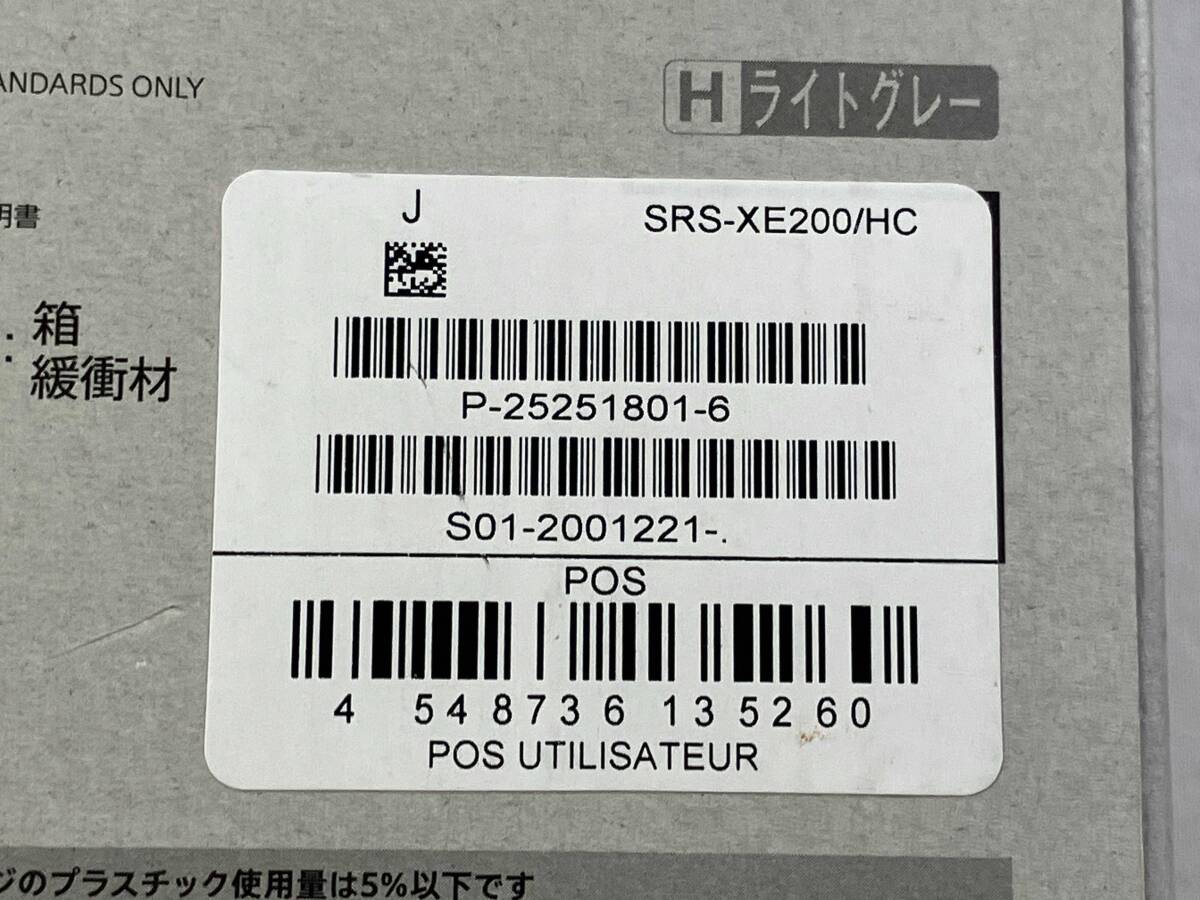 ANDARDS ONLY
H ライトグレー
明書
. 箱
: 緩衝材
J
SRS-XE200/HC
P-25251801-6
S01-2001221-.
POS
4 548736 135260
POS UTILISATEUR
ジのプラスチック使用量は5%以下です